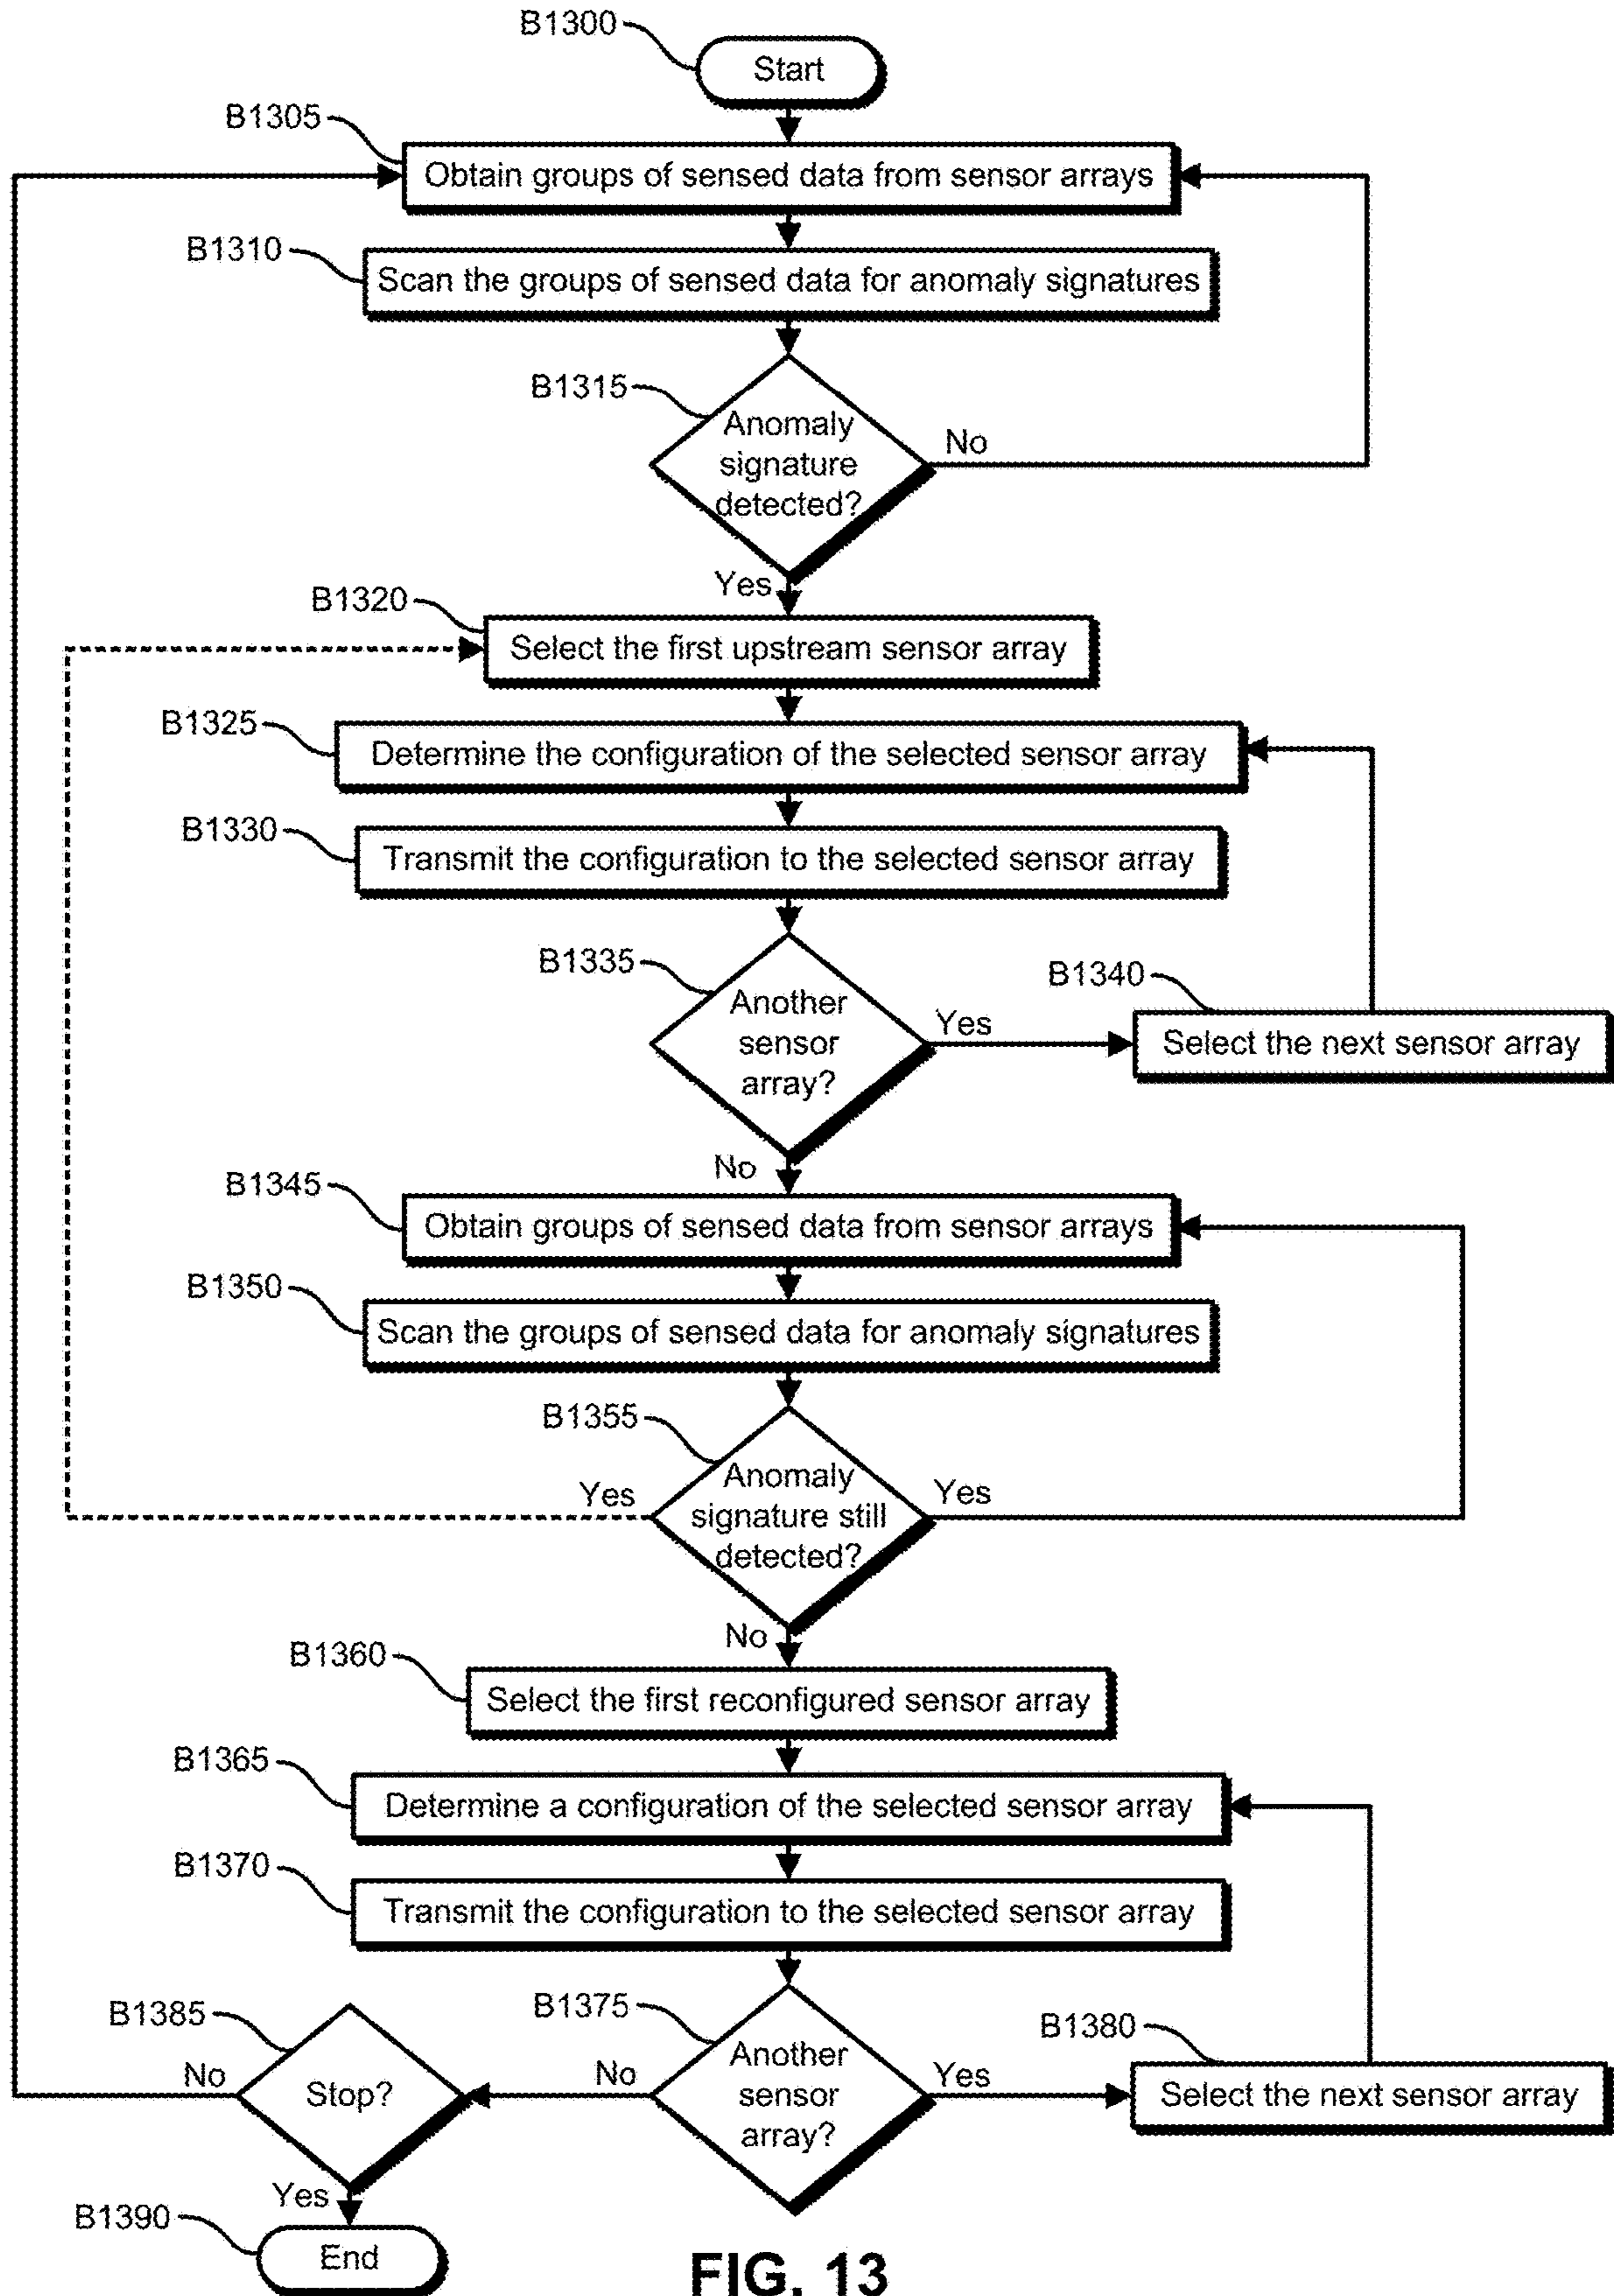 B1300
Start
B1305
Obtain groups of sensed data from sensor arrays
B1310
Scan the groups of sensed data for anomaly signatures
B1315
Anomaly
signature
detected?
No
Yes
B1320
Select the first upstream sensor array
B1325
Determine the configuration of the selected sensor array
B1330
Transmit the configuration to the selected sensor array
B1335
Another
sensor
array?
Yes
B1340
Select the next sensor array
No
B1345
Obtain groups of sensed data from sensor arrays
B1350
Scan the groups of sensed data for anomaly signatures
B1355
Anomaly
signature still
detected?
Yes
Yes
No
B1360
Select the first reconfigured sensor array
B1365
Determine a configuration of the selected sensor array
B1370
Transmit the configuration to the selected sensor array
B1375
Another
sensor
array?
Yes
B1380
Select the next sensor array
No
B1385
Stop?
No
Yes
B1390
End
FIG. 13